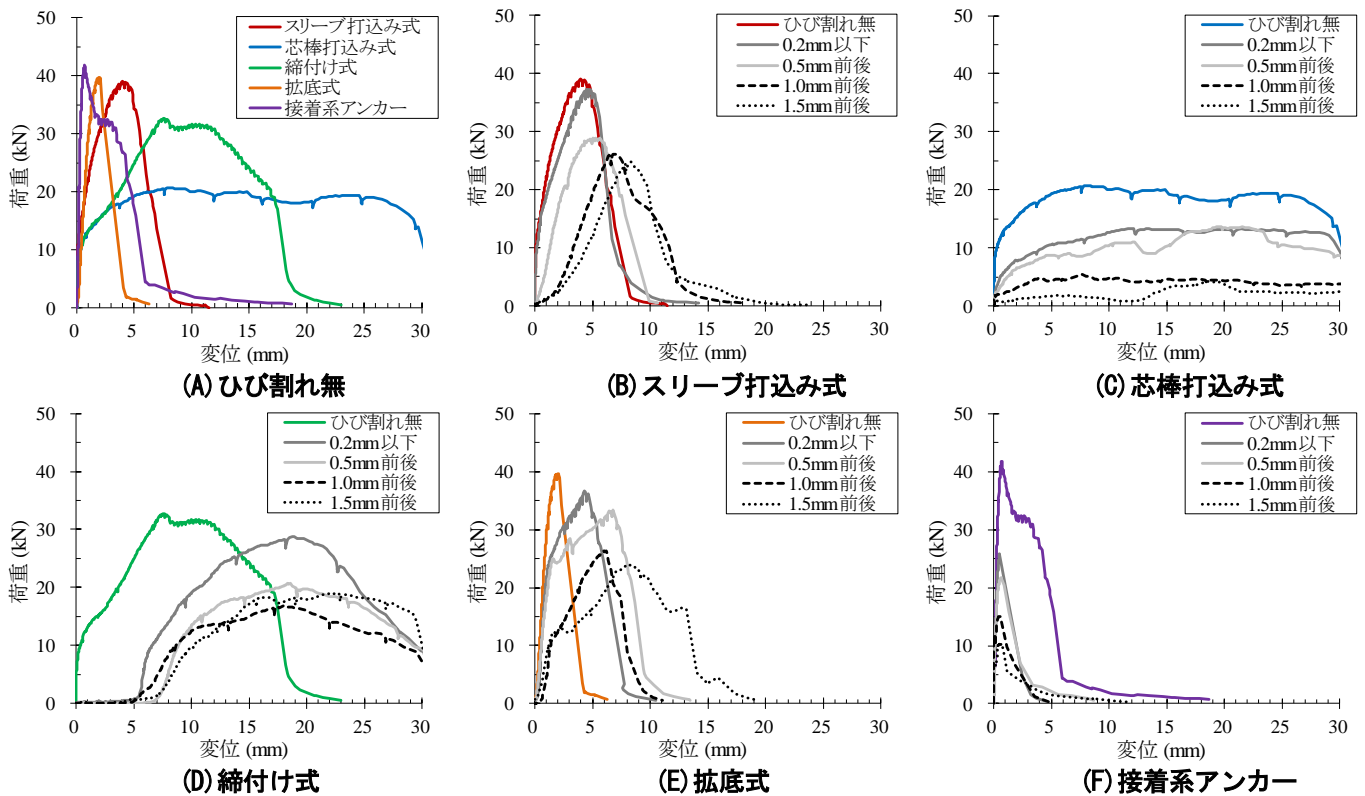 50
40
30
20
10
0
荷重 (kN)
スリーブ打込み式
芯棒打込み式
締付け式
拡底式
接着系アンカー
0 5 10 15 20 25 30
変位 (mm)
(A) ひび割れ無
50
40
30
20
10
0
荷重 (kN)
ひび割れ無
0.2mm以下
0.5mm前後
1.0mm前後
1.5mm前後
0 5 10 15 20 25 30
変位 (mm)
(B) スリーブ打込み式
50
40
30
20
10
0
荷重 (kN)
ひび割れ無
0.2mm以下
0.5mm前後
1.0mm前後
1.5mm前後
0 5 10 15 20 25 30
変位 (mm)
(C) 芯棒打込み式
50
40
30
20
10
0
荷重 (kN)
ひび割れ無
0.2mm以下
0.5mm前後
1.0mm前後
1.5mm前後
0 5 10 15 20 25 30
変位 (mm)
(D) 締付け式
50
40
30
20
10
0
荷重 (kN)
ひび割れ無
0.2mm以下
0.5mm前後
1.0mm前後
1.5mm前後
0 5 10 15 20 25 30
変位 (mm)
(E) 拡底式
50
40
30
20
10
0
荷重 (kN)
ひび割れ無
0.2mm以下
0.5mm前後
1.0mm前後
1.5mm前後
0 5 10 15 20 25 30
変位 (mm)
(F) 接着系アンカー